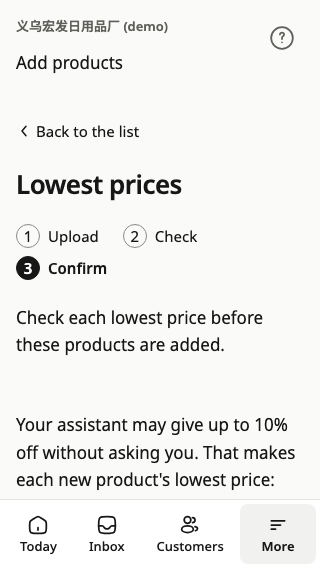 义乌宏发日用品厂 (demo)
Add products
Back to the list
Lowest prices
1 Upload 2 Check
3 Confirm
Check each lowest price before
these products are added.
Your assistant may give up to 10%
off without asking you. That makes
each new product's lowest price:
Today Inbox Customers More